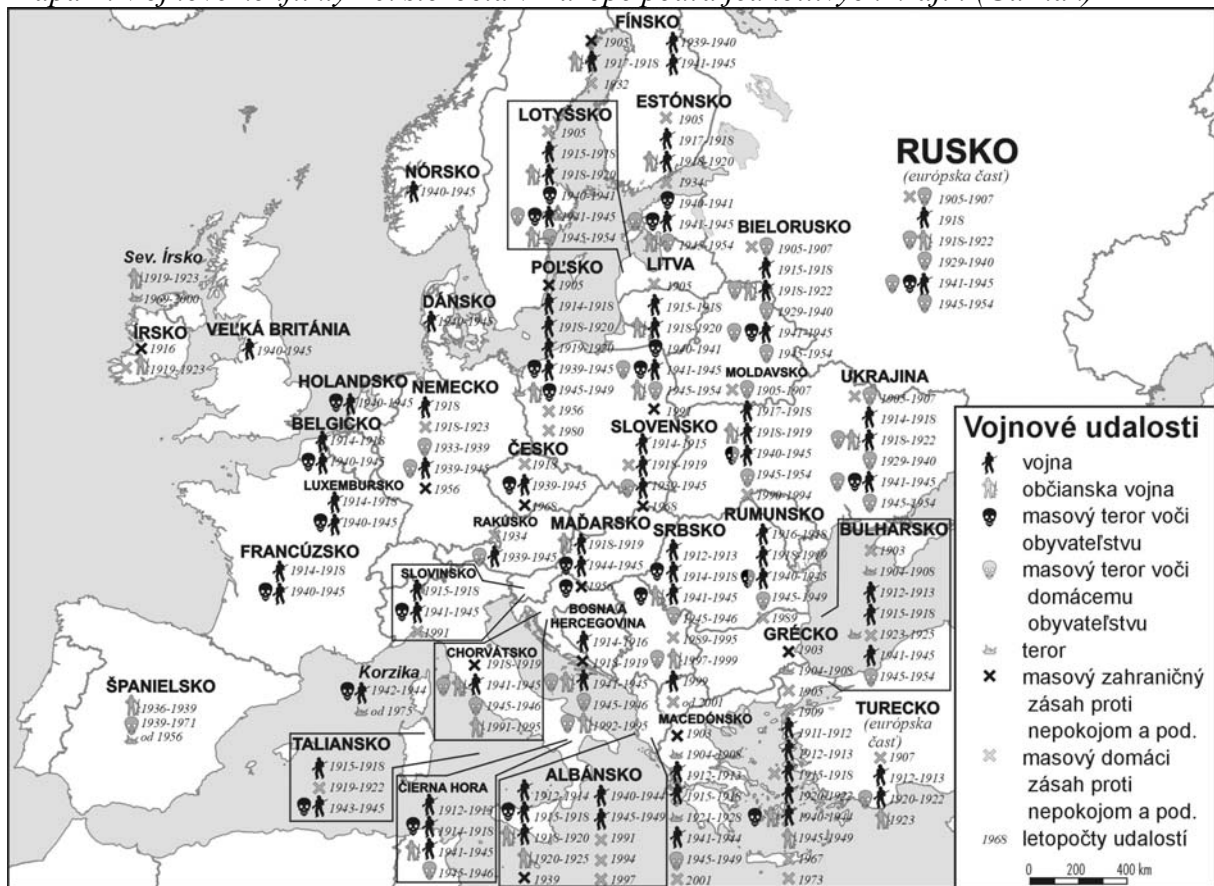 FÍNSKO
1905
1917-1918
1932
1939-1940
1941-1945
LOTYŠSKO
1905
1915-1918
1918-1920
1940-1941
1941-1945
1945-1954
ESTÓNSKO
1905
1917-1918
1918-1920
1934
1940-1941
1941-1945
1945-1954
RUSKO
(európska časť)
1905-1907
1918
1918-1922
1929-1940
1941-1945
1945-1954
NÓRSKO
1940-1945
BIELORUSKO
1905-1907
1915-1918
1918-1922
1929-1940
1941-1945
1945-1954
Sev. Írsko
1919-1923
1969-2000
ÍRSKO
1916
1919-1923
VEĽKÁ BRITÁNIA
1940-1945
DÁNSKO
1940-1945
POĽSKO
1905
1914-1918
1918-1920
1919-1920
1939-1945
1945-1949
1956
1980
LITVA
1905
1915-1918
1918-1920
1940-1941
1941-1945
1945-1954
1991
HOLANDSKO
1940-1945
BELGICKO
1914-1918
1940-1945
LUXEMBURSKO
1914-1918
1940-1945
NEMECKO
1918
1918-1923
1933-1939
1939-1945
1956
MOLDAVSKO
1905-1907
1917-1918
1918-1919
1940-1945
1945-1954
1990-1994
UKRAJINA
1905-1907
1914-1918
1918-1922
1929-1940
1941-1945
1945-1954
ČESKO
1918
1939-1945
1968
SLOVENSKO
1914-1915
1918-1919
1939-1945
1968
FRANCÚZSKO
1914-1918
1940-1945
RAKÚSKO
1934
1939-1945
MAĎARSKO
1918-1919
1944-1945
1956
SRBSKO
1912-1913
1914-1918
1941-1945
1945-1946
1989-1995
1997-1999
1999
od 2001
RUMUNSKO
1916-1918
1918-1919
1940-1945
1945-1949
1989
BULHARSKO
1903
1904-1908
1912-1913
1915-1918
1923-1925
1941-1945
1945-1954
SLOVINSKO
1915-1918
1941-1945
1991
BOSNA A
HERCEGOVINA
1914-1916
1918-1919
1941-1945
1945-1946
1992-1995
CHORVÁTSKO
1918-1919
1941-1945
1945-1946
1991-1995
Korzika
1942-1944
od 1975
ŠPANIELSKO
1936-1939
1939-1971
od 1956
TALIANSKO
1915-1918
1919-1922
1943-1945
ČIERNA HORA
1912-1913
1914-1918
1941-1945
1945-1946
ALBÁNSKO
1912-1914
1915-1918
1918-1920
1920-1925
1939
1940-1944
1945-1949
1991
1994
1997
MACEDÓNSKO
1903
1904-1908
1912-1913
1915-1918
1921-1928
1941-1944
1945-1949
2001
GRÉCKO
1903
1904-1908
1905
1909
1911-1912
1912-1913
1915-1918
1920-1922
1940-1944
1945-1949
1967
1973
TURECKO
(európska
časť)
1907
1912-1913
1920-1922
1923
Vojnové udalosti
vojna
občianska vojna
masový teror voči
obyvateľstvu
masový teror voči
domácemu
obyvateľstvu
teror
masový zahraničný
zásah proti
nepokojom a pod.
masový domáci
zásah proti
nepokojom a pod.
1968 letopočty udalostí
0 200 400 km